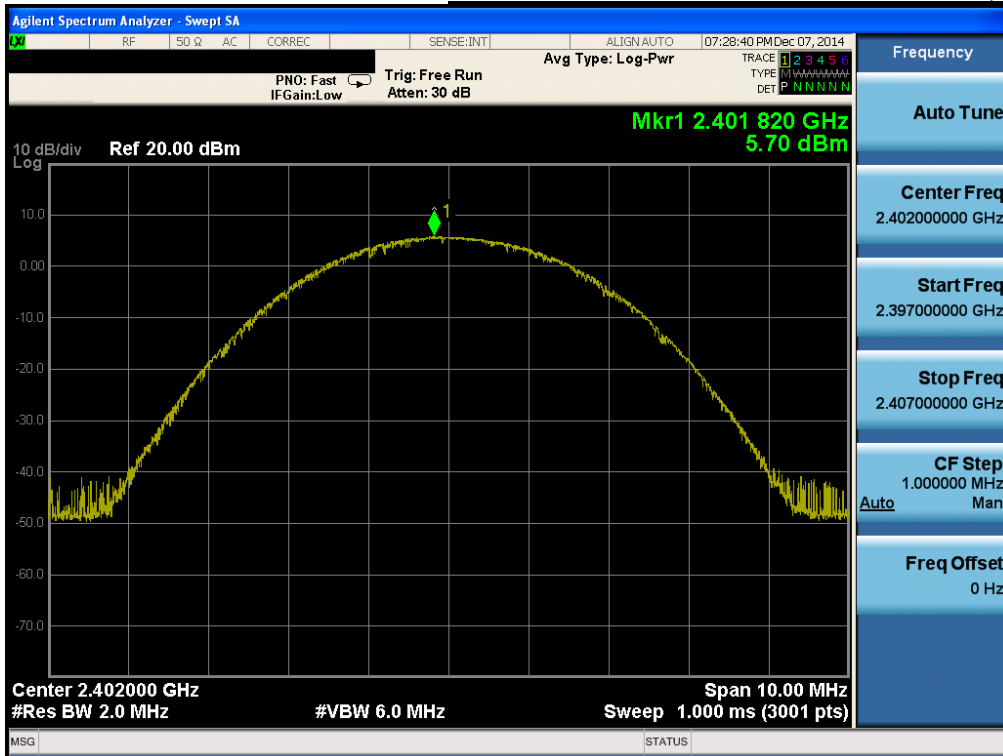 Agilent Spectrum Analyzer - Swept SA
LXI RF 50 Ω AC CORREC SENSE:INT ALIGN AUTO 07:28:40 PM Dec 07, 2014
PNO: Fast
IFGain:Low
Trig: Free Run
Atten: 30 dB
Avg Type: Log-Pwr
TRACE 1 2 3 4 5 6
TYPE M
DET P N N N N N
Mkr1 2.401 820 GHz
5.70 dBm
10 dB/div Ref 20.00 dBm
Log
1
10.0
0.00
-10.0
-20.0
-30.0
-40.0
-50.0
-60.0
-70.0
Center 2.402000 GHz Span 10.00 MHz
#Res BW 2.0 MHz #VBW 6.0 MHz Sweep 1.000 ms (3001 pts)
MSG STATUS
Frequency
Auto Tune
Center Freq
2.402000000 GHz
Start Freq
2.397000000 GHz
Stop Freq
2.407000000 GHz
CF Step
1.000000 MHz
Auto Man
Freq Offset
0 Hz